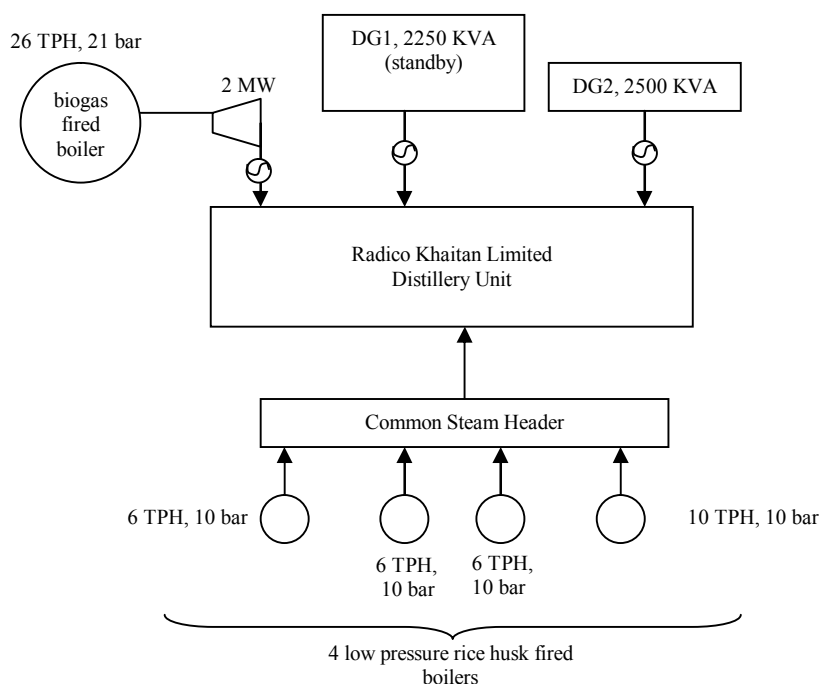 26 TPH, 21 bar
biogas
fired
boiler
2 MW
DG1, 2250 KVA
(standby)
DG2, 2500 KVA
Radico Khaitan Limited
Distillery Unit
Common Steam Header
6 TPH, 10 bar
6 TPH,
10 bar
6 TPH,
10 bar
10 TPH, 10 bar
4 low pressure rice husk fired
boilers